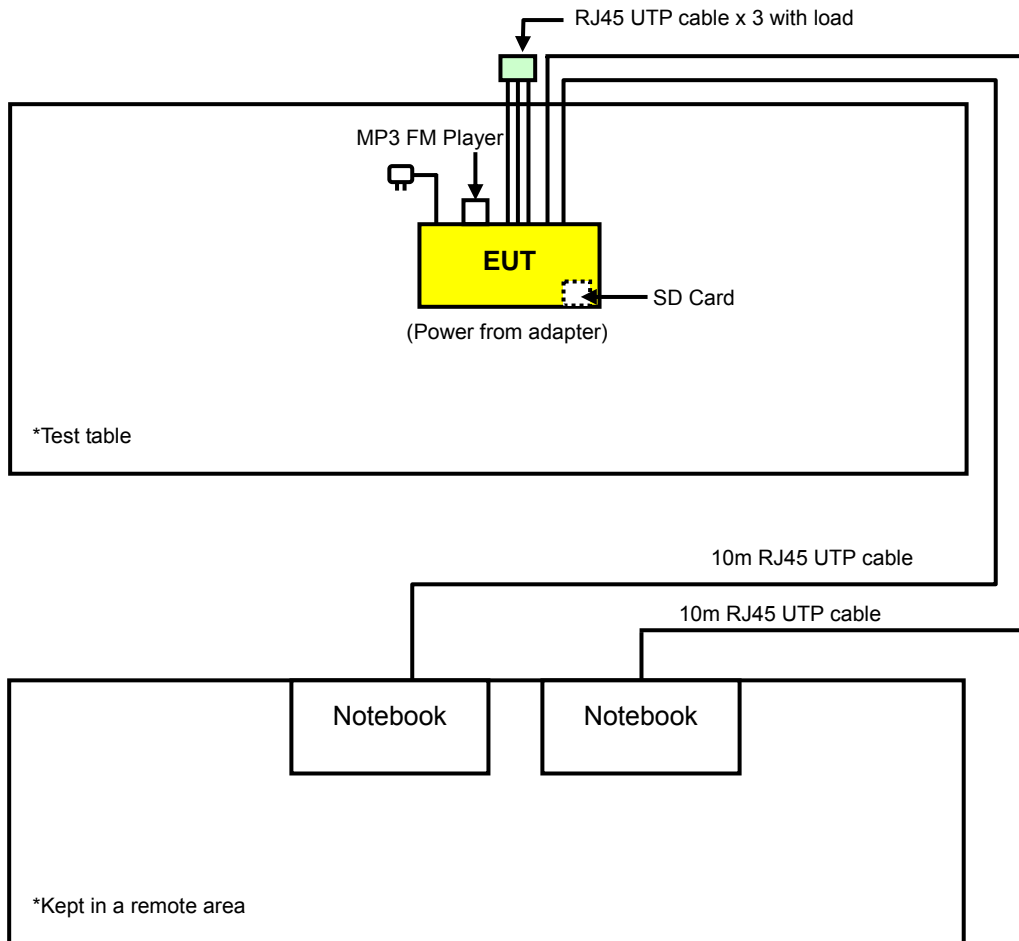 RJ45 UTP cable x 3 with load
MP3 FM Player
EUT
SD Card
(Power from adapter)
*Test table
10m RJ45 UTP cable
10m RJ45 UTP cable
Notebook
Notebook
*Kept in a remote area